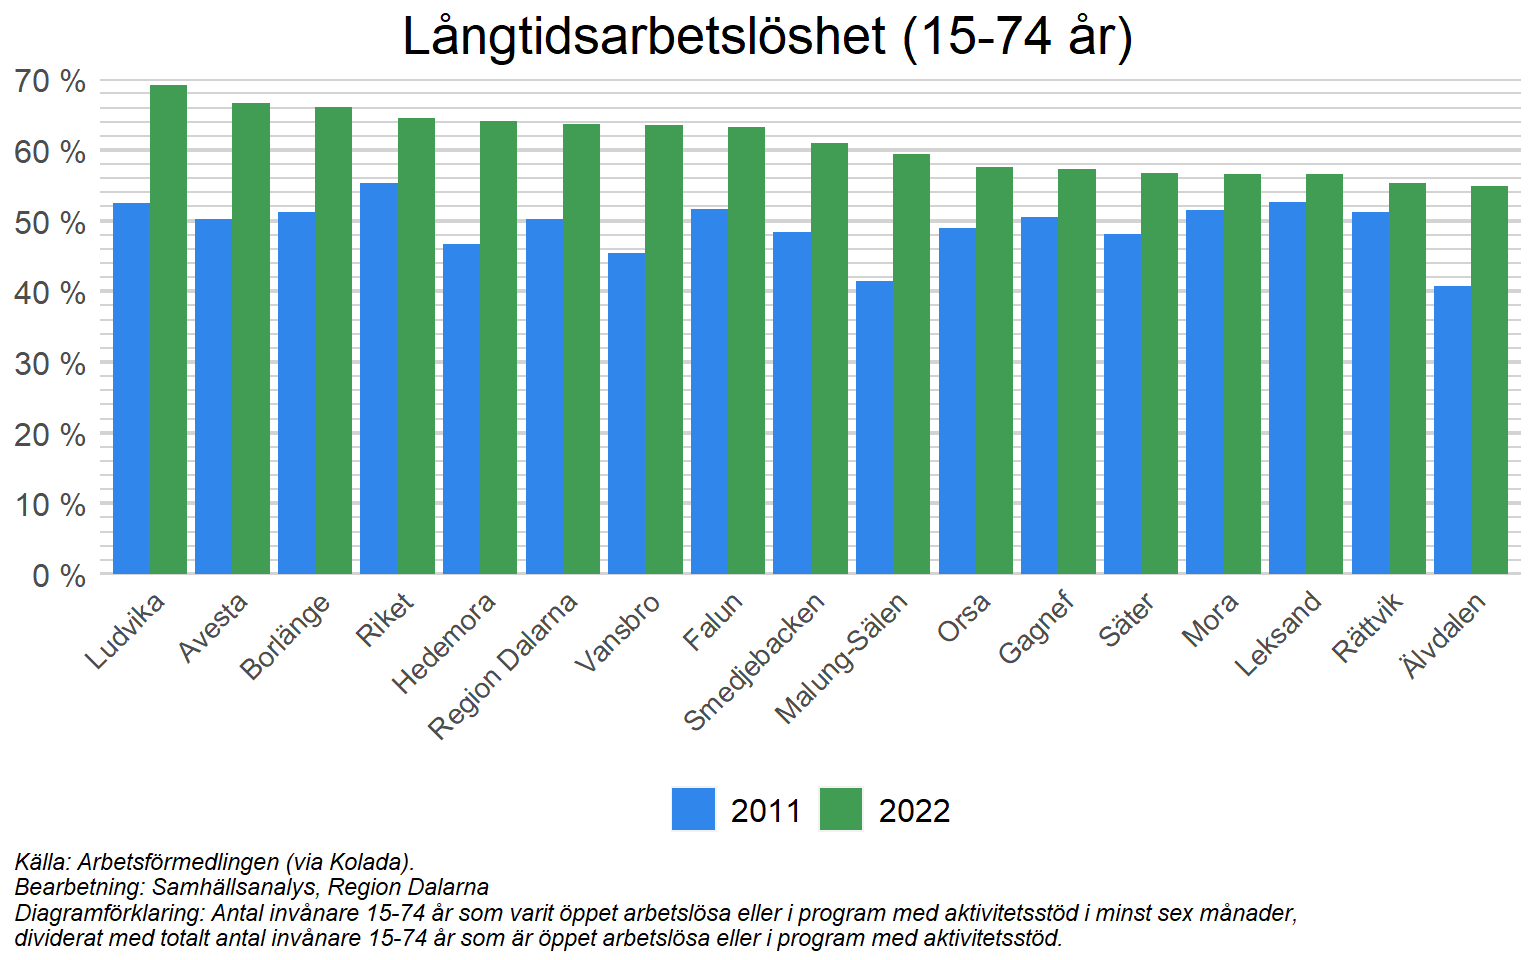 Långtidsarbetslöshet (15-74 år)
70 %
60 %
50 %
40 %
30 %
20 %
10 %
0 %
Ludvika
Avesta
Borlänge
Riket
Hedemora
Region Dalarna
Vansbro
Falun
Smedjebacken
Malung-Sälen
Orsa
Gagnef
Säter
Mora
Leksand
Rättvik
Älvdalen
2011
2022
Källa: Arbetsförmedlingen (via Kolada).
Bearbetning: Samhällsanalys, Region Dalarna
Diagramförklaring: Antal invånare 15-74 år som varit öppet arbetslösa eller i program med aktivitetsstöd i minst sex månader,
dividerat med totalt antal invånare 15-74 år som är öppet arbetslösa eller i program med aktivitetsstöd.